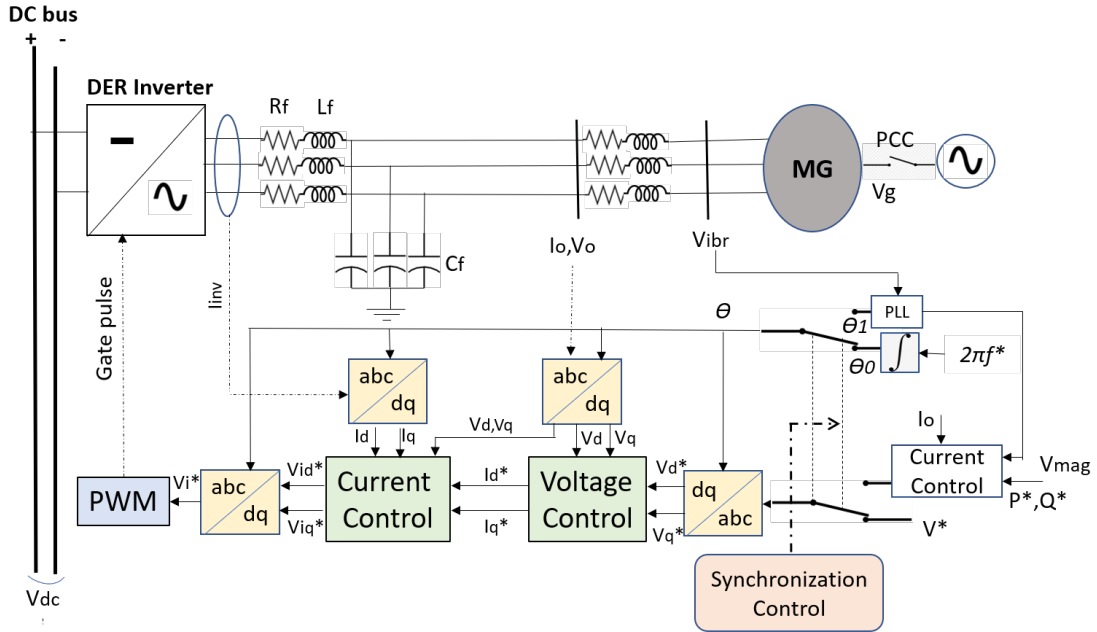 DC bus
+ -
DER Inverter
Rf Lf
PCC
MG
Vg
Cf
Io,Vo
Vibr
Iinv
Gate pulse
Θ
PLL
Θ1
Θ0
∫
2πf*
abc
dq
abc
dq
Id Iq
Vd,Vq
Vd Vq
Io
Current
Control
Vmag
P*,Q*
V*
PWM
Vi*
abc
dq
Vid*
Viq*
Current
Control
Id*
Iq*
Voltage
Control
Vd*
Vq*
dq
abc
Synchronization
Control
Vdc